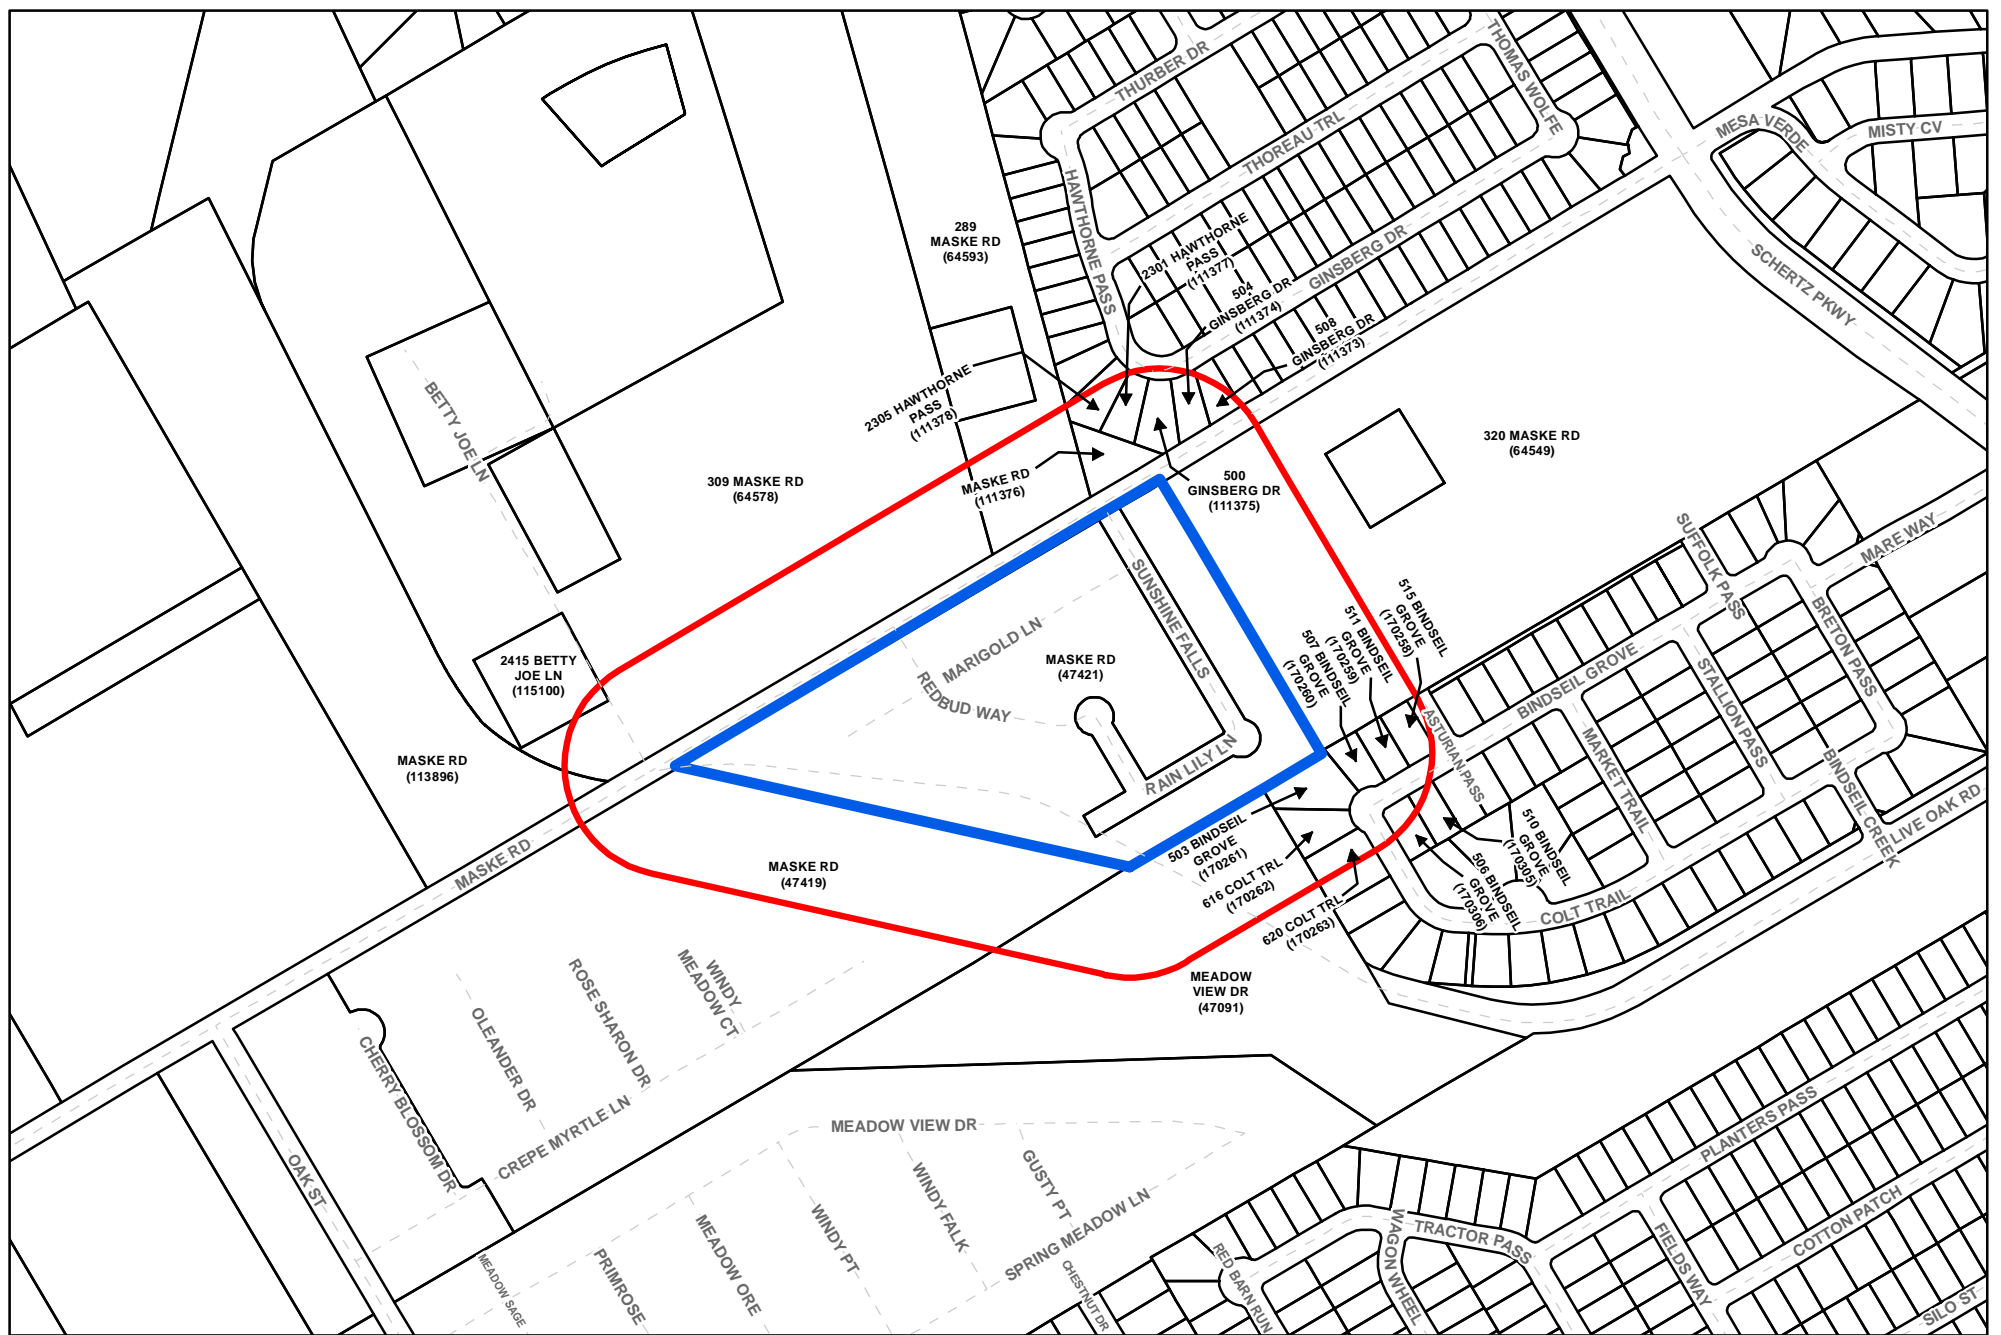 THURBER DR
THOMAS WOLFE
MESA VERDE
MISTY CV
THOREAU TRL
HAWTHORNE PASS
289
MASKE RD
(64593)
2301 HAWTHORNE
PASS
(111377)
GINSBERG DR
504
GINSBERG DR
(111374)
508
GINSBERG DR
(111373)
SCHERTZ PKWY
BETTY JOE LN
2305 HAWTHORNE
PASS
(111378)
320 MASKE RD
(64549)
309 MASKE RD
(64578)
MASKE RD
(111376)
500
GINSBERG DR
(111375)
SUFFOLK PASS
MARE WAY
SUNSHINE FALLS
MARIGOLD LN
REDBUD WAY
MASKE RD
(47421)
515 BINDSEIL
GROVE
(170258)
511 BINDSEIL
GROVE
(170259)
507 BINDSEIL
GROVE
(170260)
BRETON PASS
BINDSEIL GROVE
STALLION PASS
2415 BETTY
JOE LN
(115100)
ASTURIAN PASS
MARKET TRAIL
RAIN LILY LN
MASKE RD
(113896)
BINDSEIL CREEK
LIVE OAK RD
503 BINDSEIL
GROVE
(170261)
510 BINDSEIL
GROVE
(170305)
MASKE RD
MASKE RD
(47419)
616 COLT TRL
(170262)
506 BINDSEIL
GROVE
(170306)
COLT TRAIL
620 COLT TRL
(170263)
MEADOW
VIEW DR
(47091)
WINDY
MEADOW CT
ROSE SHARON DR
OLEANDER DR
CHERRY BLOSSOM DR
CREPE MYRTLE LN
OAK ST
MEADOW VIEW DR
PLANTERS PASS
GUSTY PT
WINDY FALK
WINDY PT
SPRING MEADOW LN
MEADOW ORE
PRIMROSE
MEADOW SAGE
CHESTNUT DR
RED BARN RUN
WAGON WHEEL
TRACTOR PASS
FIELDS WAY
COTTON PATCH
SILO ST